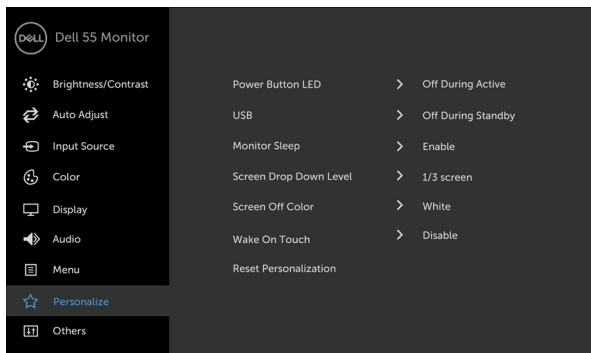 DELL Dell 55 Monitor
Brightness/Contrast
Auto Adjust
Input Source
Color
Display
Audio
Menu
Personalize
Others
Power Button LED > Off During Active
USB > Off During Standby
Monitor Sleep > Enable
Screen Drop Down Level > 1/3 screen
Screen Off Color > White
Wake On Touch > Disable
Reset Personalization